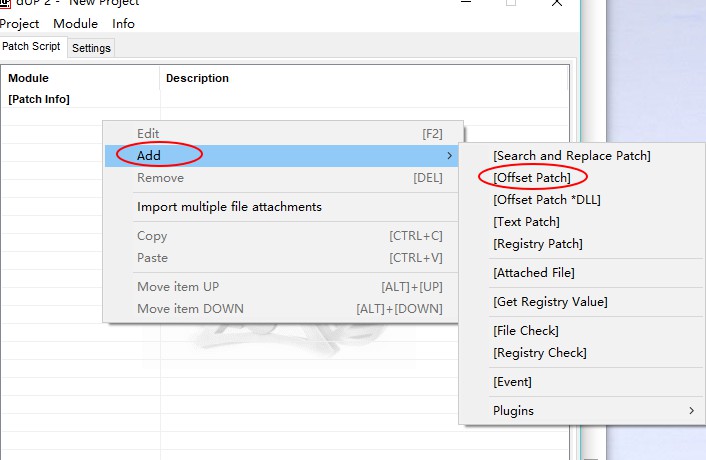 dUP 2 - New Project
Project Module Info
Patch Script Settings
Module Description
[Patch Info]
Edit [F2]
Add
Remove [DEL]
Import multiple file attachments
Copy [CTRL+C]
Paste [CTRL+V]
Move item UP [ALT]+[UP]
Move item DOWN [ALT]+[DOWN]
[Search and Replace Patch]
[Offset Patch]
[Offset Patch *DLL]
[Text Patch]
[Registry Patch]
[Attached File]
[Get Registry Value]
[File Check]
[Registry Check]
[Event]
Plugins